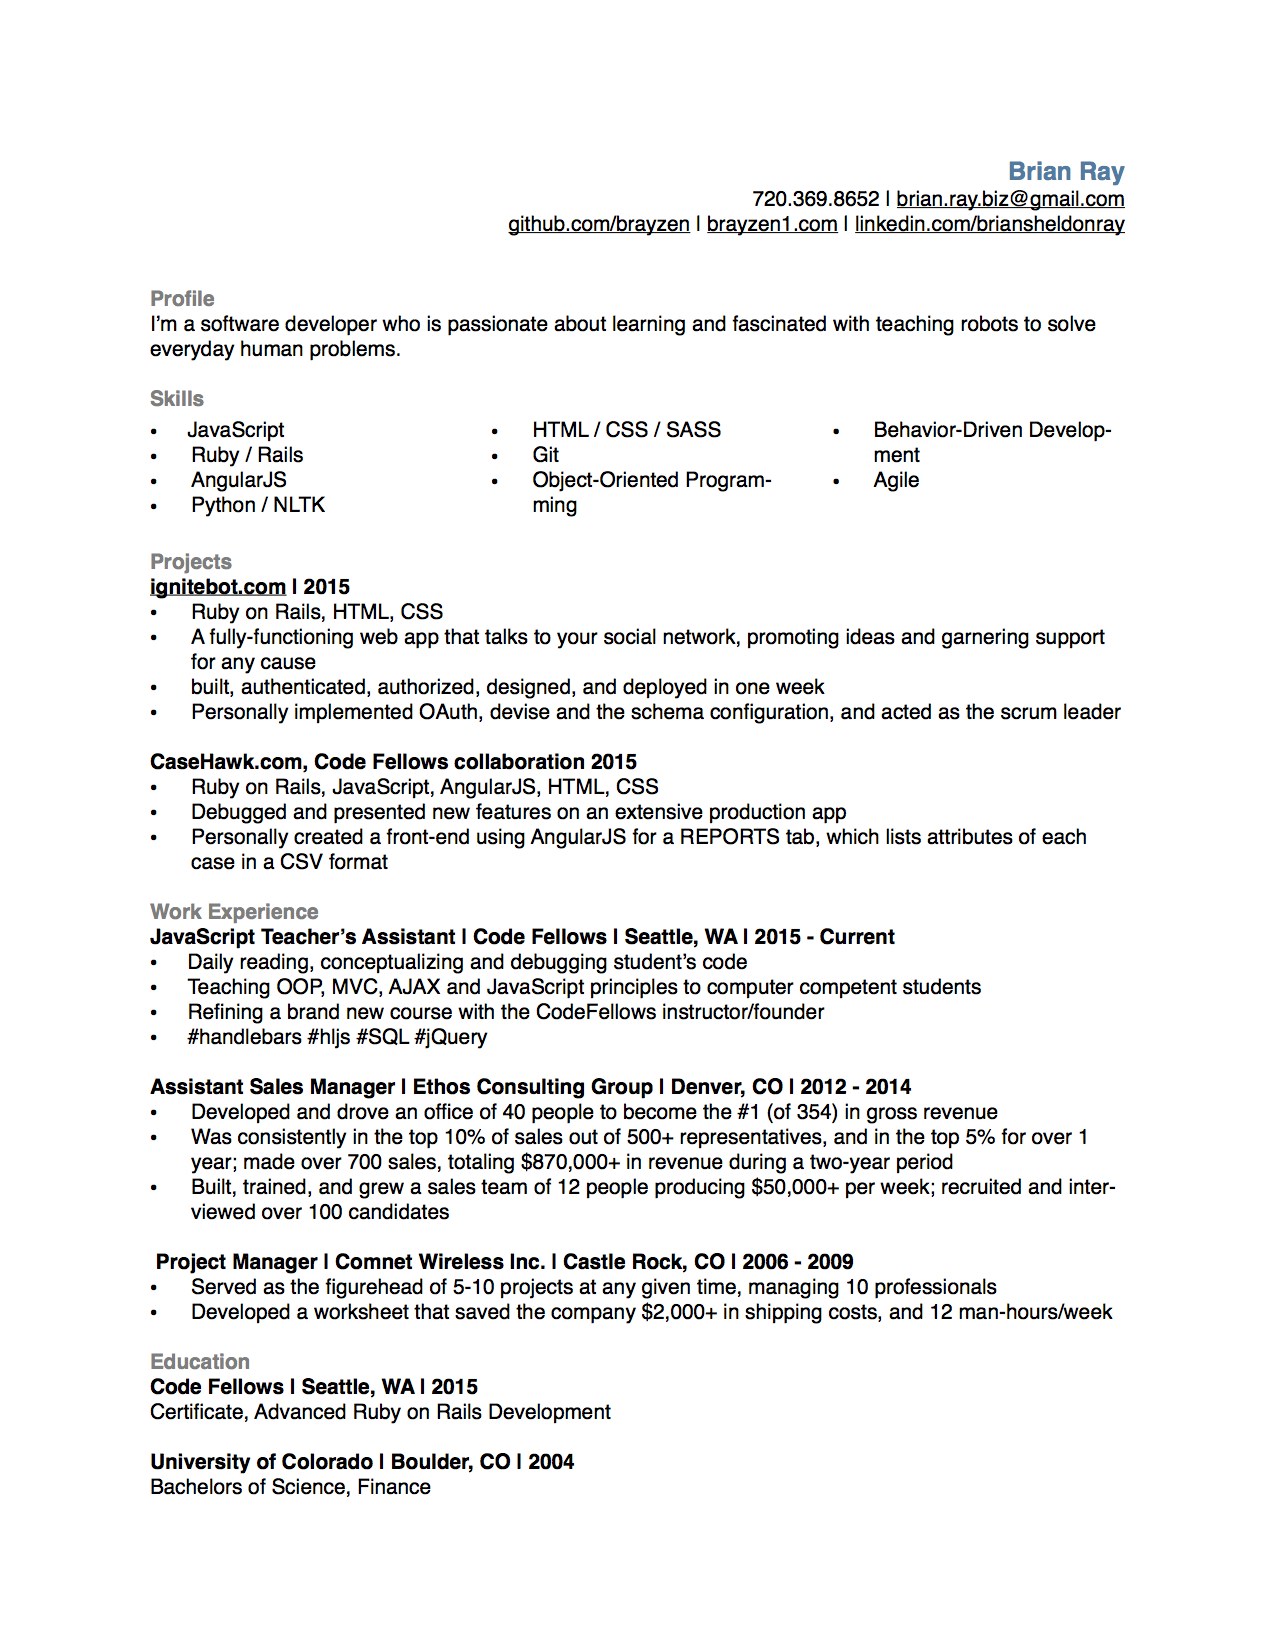 Brian Ray
720.369.8652 | brian.ray.biz@gmail.com
github.com/brayzen | brayzen1.com | linkedin.com/briansheldonray
Profile
I'm a software developer who is passionate about learning and fascinated with teaching robots to solve
everyday human problems.
Skills
• JavaScript
• Ruby / Rails
• AngularJS
• Python / NLTK
• HTML / CSS / SASS
• Git
• Object-Oriented Program-
ming
• Behavior-Driven Develop-
ment
• Agile
Projects
ignitebot.com | 2015
• Ruby on Rails, HTML, CSS
• A fully-functioning web app that talks to your social network, promoting ideas and garnering support
for any cause
• built, authenticated, authorized, designed, and deployed in one week
• Personally implemented OAuth, devise and the schema configuration, and acted as the scrum leader
CaseHawk.com, Code Fellows collaboration 2015
• Ruby on Rails, JavaScript, AngularJS, HTML, CSS
• Debugged and presented new features on an extensive production app
• Personally created a front-end using AngularJS for a REPORTS tab, which lists attributes of each
case in a CSV format
Work Experience
JavaScript Teacher's Assistant | Code Fellows | Seattle, WA | 2015 - Current
• Daily reading, conceptualizing and debugging student's code
• Teaching OOP, MVC, AJAX and JavaScript principles to computer competent students
• Refining a brand new course with the CodeFellows instructor/founder
• #handlebars #hljs #SQL #jQuery
Assistant Sales Manager | Ethos Consulting Group | Denver, CO | 2012 - 2014
• Developed and drove an office of 40 people to become the #1 (of 354) in gross revenue
• Was consistently in the top 10% of sales out of 500+ representatives, and in the top 5% for over 1
year; made over 700 sales, totaling $870,000+ in revenue during a two-year period
• Built, trained, and grew a sales team of 12 people producing $50,000+ per week; recruited and inter-
viewed over 100 candidates
Project Manager | Comnet Wireless Inc. | Castle Rock, CO | 2006 - 2009
• Served as the figurehead of 5-10 projects at any given time, managing 10 professionals
• Developed a worksheet that saved the company $2,000+ in shipping costs, and 12 man-hours/week
Education
Code Fellows | Seattle, WA | 2015
Certificate, Advanced Ruby on Rails Development
University of Colorado | Boulder, CO | 2004
Bachelors of Science, Finance